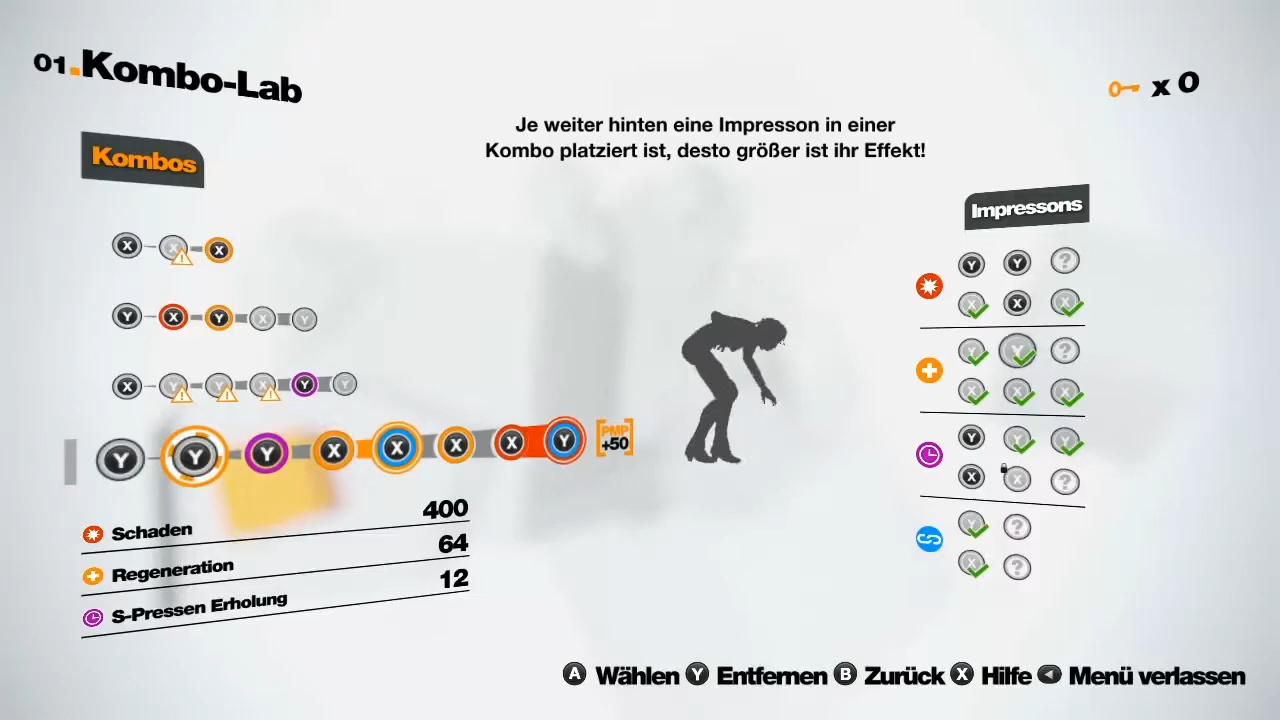 01.Kombo-Lab
x 0
Je weiter hinten eine Impresson in einer
Kombo platziert ist, desto größer ist ihr Effekt!
Kombos
Impressons
X X X
Y X Y X Y
X Y Y X Y Y
Y Y Y X X X X Y PMP +50
Y Y ?
X X X
Y Y ?
X X X
Y Y Y
X X ?
Y ?
X ?
Schaden 400
Regeneration 64
S-Pressen Erholung 12
A Wählen Y Entfernen B Zurück X Hilfe Menü verlassen